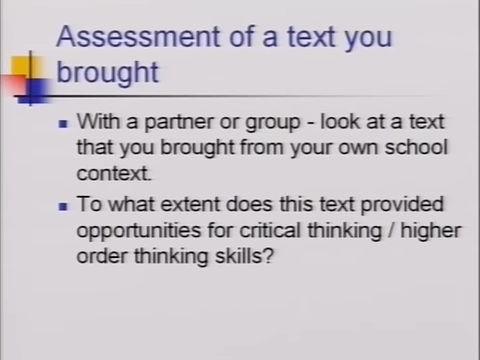 Assessment of a text you
brought
With a partner or group - look at a text
that you brought from your own school
context.
To what extent does this text provided
opportunities for critical thinking / higher
order thinking skills?